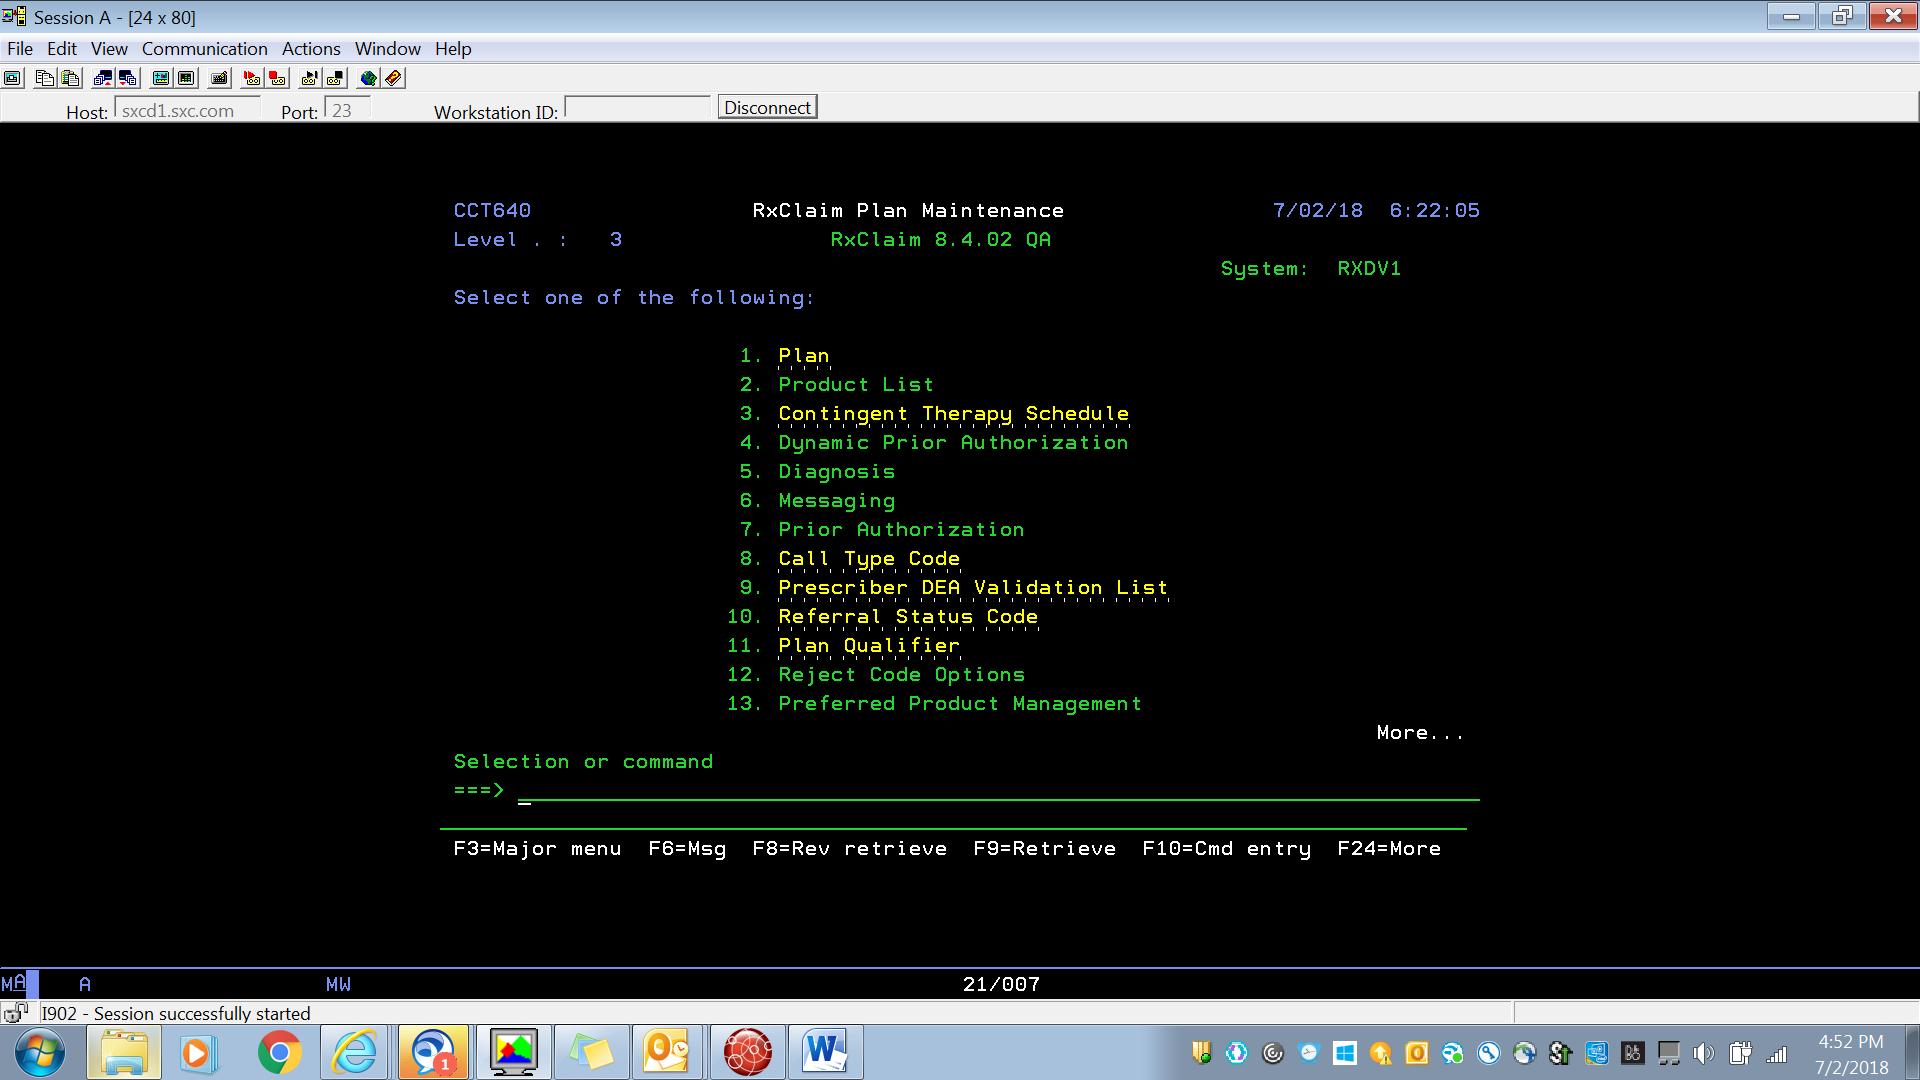 Session A - [24 x 80]
File Edit View Communication Actions Window Help
Host: sxcd1.sxc.com Port: 23 Workstation ID: Disconnect
CCT640 RxClaim Plan Maintenance 7/02/18 6:22:05
Level . : 3 RxClaim 8.4.02 QA
System: RXDV1
Select one of the following:
1. Plan
2. Product List
3. Contingent Therapy Schedule
4. Dynamic Prior Authorization
5. Diagnosis
6. Messaging
7. Prior Authorization
8. Call Type Code
9. Prescriber DEA Validation List
10. Referral Status Code
11. Plan Qualifier
12. Reject Code Options
13. Preferred Product Management
More...
Selection or command
===>
F3=Major menu F6=Msg F8=Rev retrieve F9=Retrieve F10=Cmd entry F24=More
MA A MW 21/007
I902 - Session successfully started
1
4:52 PM
7/2/2018